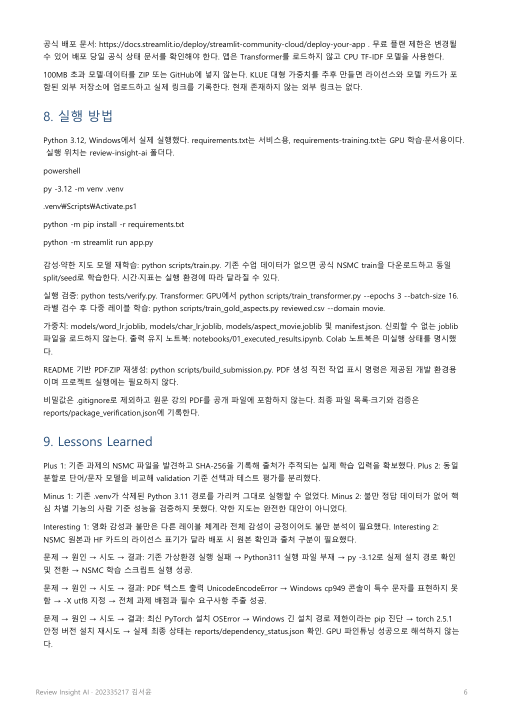 공식 배포 문서: https://docs.streamlit.io/deploy/streamlit-community-cloud/deploy-your-app . 무료 플랜 제한은 변경될
수 있어 배포 당일 공식 상태 문서를 확인해야 한다. 앱은 Transformer를 로드하지 않고 CPU TF-IDF 모델을 사용한다.
100MB 초과 모델·데이터를 ZIP 또는 GitHub에 넣지 않는다. KLUE 대형 가중치를 추후 만들면 라이선스와 모델 카드가 포
함된 외부 저장소에 업로드하고 실제 링크를 기록한다. 현재 존재하지 않는 외부 링크는 없다.
8. 실행 방법
Python 3.12, Windows에서 실제 실행했다. requirements.txt는 서비스용, requirements-training.txt는 GPU 학습·문서용이다.
실행 위치는 review-insight-ai 폴더다.
powershell
py -3.12 -m venv .venv
.venv₩Scripts₩Activate.ps1
python -m pip install -r requirements.txt
python -m streamlit run app.py
감성·약한 지도 모델 재학습: python scripts/train.py. 기존 수업 데이터가 없으면 공식 NSMC train을 다운로드하고 동일
split/seed로 학습한다. 시간·지표는 실행 환경에 따라 달라질 수 있다.
실행 검증: python tests/verify.py. Transformer: GPU에서 python scripts/train_transformer.py --epochs 3 --batch-size 16.
라벨 검수 후 다중 레이블 학습: python scripts/train_gold_aspects.py reviewed.csv --domain movie.
가중치: models/word_lr.joblib, models/char_lr.joblib, models/aspect_movie.joblib 및 manifest.json. 신뢰할 수 없는 joblib
파일을 로드하지 않는다. 출력 유지 노트북: notebooks/01_executed_results.ipynb. Colab 노트북은 미실행 상태를 명시했
다.
README 기반 PDF·ZIP 재생성: python scripts/build_submission.py. PDF 생성 직전 작업 표시 명령은 제공된 개발 환경용
이며 프로젝트 실행에는 필요하지 않다.
비밀값은 .gitignore로 제외하고 원문 강의 PDF를 공개 파일에 포함하지 않는다. 최종 파일 목록·크기와 검증은
reports/package_verification.json에 기록한다.
9. Lessons Learned
Plus 1: 기존 과제의 NSMC 파일을 발견하고 SHA-256을 기록해 출처가 추적되는 실제 학습 입력을 확보했다. Plus 2: 동일
분할로 단어/문자 모델을 비교해 validation 기준 선택과 테스트 평가를 분리했다.
Minus 1: 기존 .venv가 삭제된 Python 3.11 경로를 가리켜 그대로 실행할 수 없었다. Minus 2: 불만 정답 데이터가 없어 핵
심 차별 기능의 사람 기준 성능을 검증하지 못했다. 약한 지도는 완전한 대안이 아니었다.
Interesting 1: 영화 감성과 불만은 다른 레이블 체계라 전체 감성이 긍정이어도 불만 분석이 필요했다. Interesting 2:
NSMC 원본과 HF 카드의 라이선스 표기가 달라 배포 시 원본 확인과 출처 구분이 필요했다.
문제 → 원인 → 시도 → 결과: 기존 가상환경 실행 실패 → Python311 실행 파일 부재 → py -3.12로 실제 설치 경로 확인
및 전환 → NSMC 학습 스크립트 실행 성공.
문제 → 원인 → 시도 → 결과: PDF 텍스트 출력 UnicodeEncodeError → Windows cp949 콘솔이 특수 문자를 표현하지 못
함 → -X utf8 지정 → 전체 과제 배점과 필수 요구사항 추출 성공.
문제 → 원인 → 시도 → 결과: 최신 PyTorch 설치 OSError → Windows 긴 설치 경로 제한이라는 pip 진단 → torch 2.5.1
안정 버전 설치 재시도 → 실제 최종 상태는 reports/dependency_status.json 확인. GPU 파인튜닝 성공으로 해석하지 않는
다.
Review Insight AI · 202335217 김서윤
6